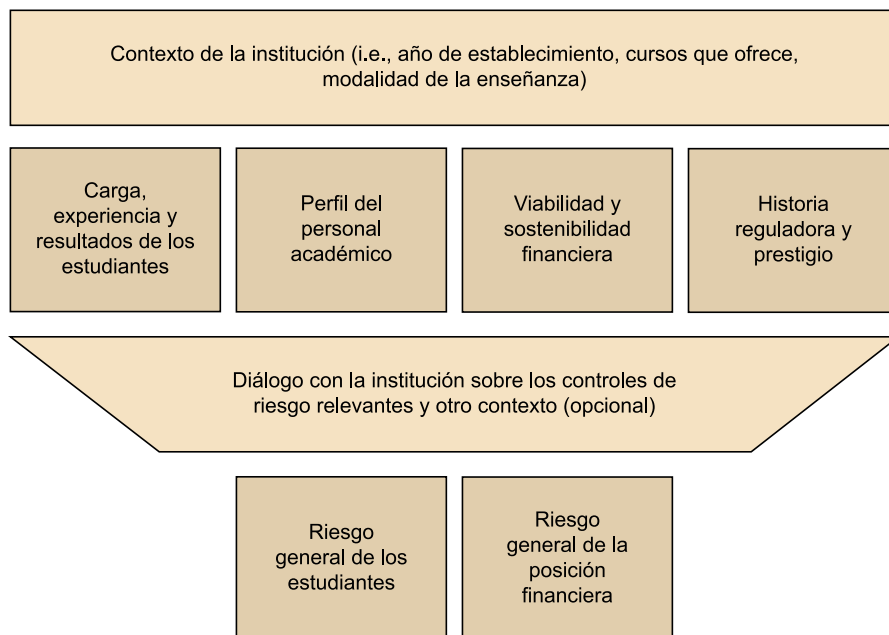 Contexto de la institución (i.e., año de establecimiento, cursos que ofrece,
modalidad de la enseñanza)
Carga,
experiencia y
resultados de los
estudiantes
Perfil del
personal
académico
Viabilidad y
sostenibilidad
financiera
Historia
reguladora y
prestigio
Diálogo con la institución sobre los controles de
riesgo relevantes y otro contexto (opcional)
Riesgo
general de los
estudiantes
Riesgo
general de la
posición
financiera